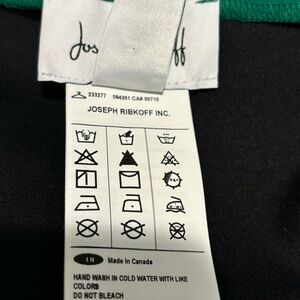 Jos ff
233277 064351 CA# 00710
JOSEPH RIBKOFF INC.
IN Made in Canada
HAND WASH IN COLD WATER WITH LIKE
COLORS
DO NOT BLEACH